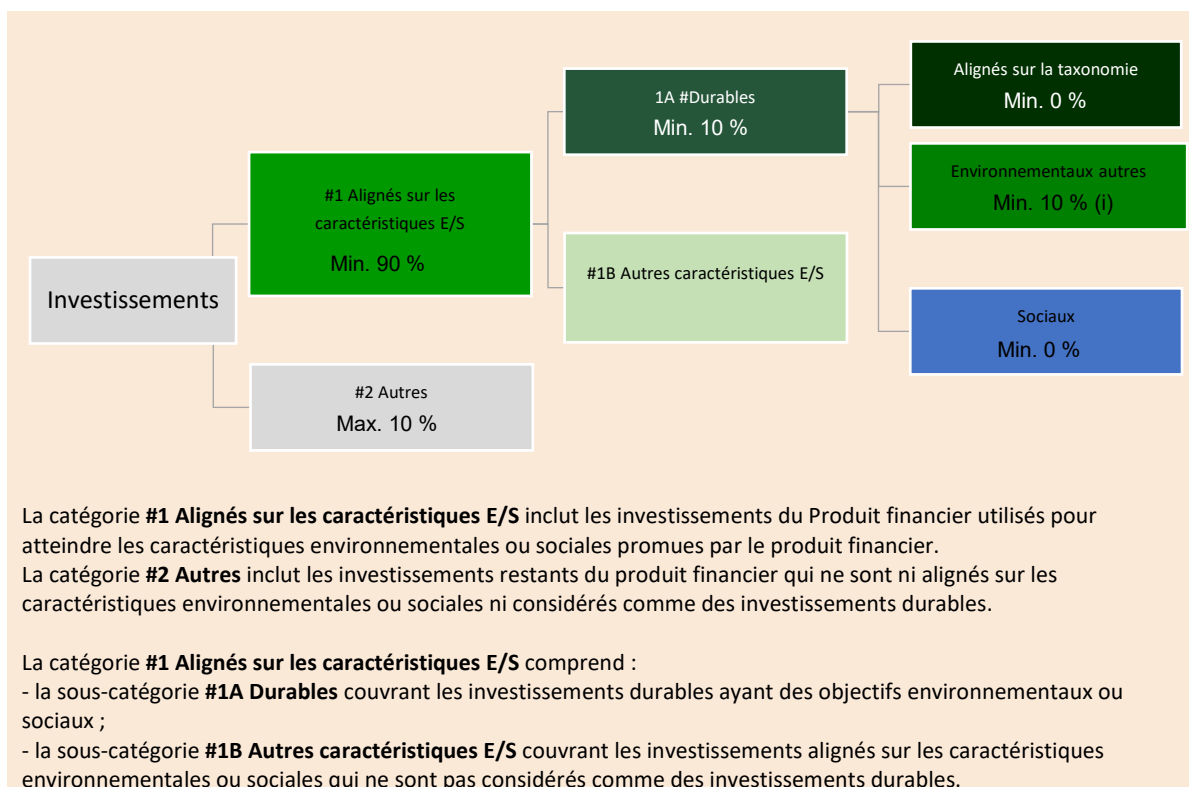 Investissements
#1 Alignés sur les
caractéristiques E/S
Min. 90 %
#2 Autres
Max. 10 %
1A #Durables
Min. 10 %
#1B Autres caractéristiques E/S
Alignés sur la taxonomie
Min. 0 %
Environnementaux autres
Min. 10 % (i)
Sociaux
Min. 0 %
La catégorie #1 Alignés sur les caractéristiques E/S inclut les investissements du Produit financier utilisés pour
atteindre les caractéristiques environnementales ou sociales promues par le produit financier.
La catégorie #2 Autres inclut les investissements restants du produit financier qui ne sont ni alignés sur les
caractéristiques environnementales ou sociales ni considérés comme des investissements durables.
La catégorie #1 Alignés sur les caractéristiques E/S comprend :
- la sous-catégorie #1A Durables couvrant les investissements durables ayant des objectifs environnementaux ou
sociaux ;
- la sous-catégorie #1B Autres caractéristiques E/S couvrant les investissements alignés sur les caractéristiques
environnementales ou sociales qui ne sont pas considérés comme des investissements durables.